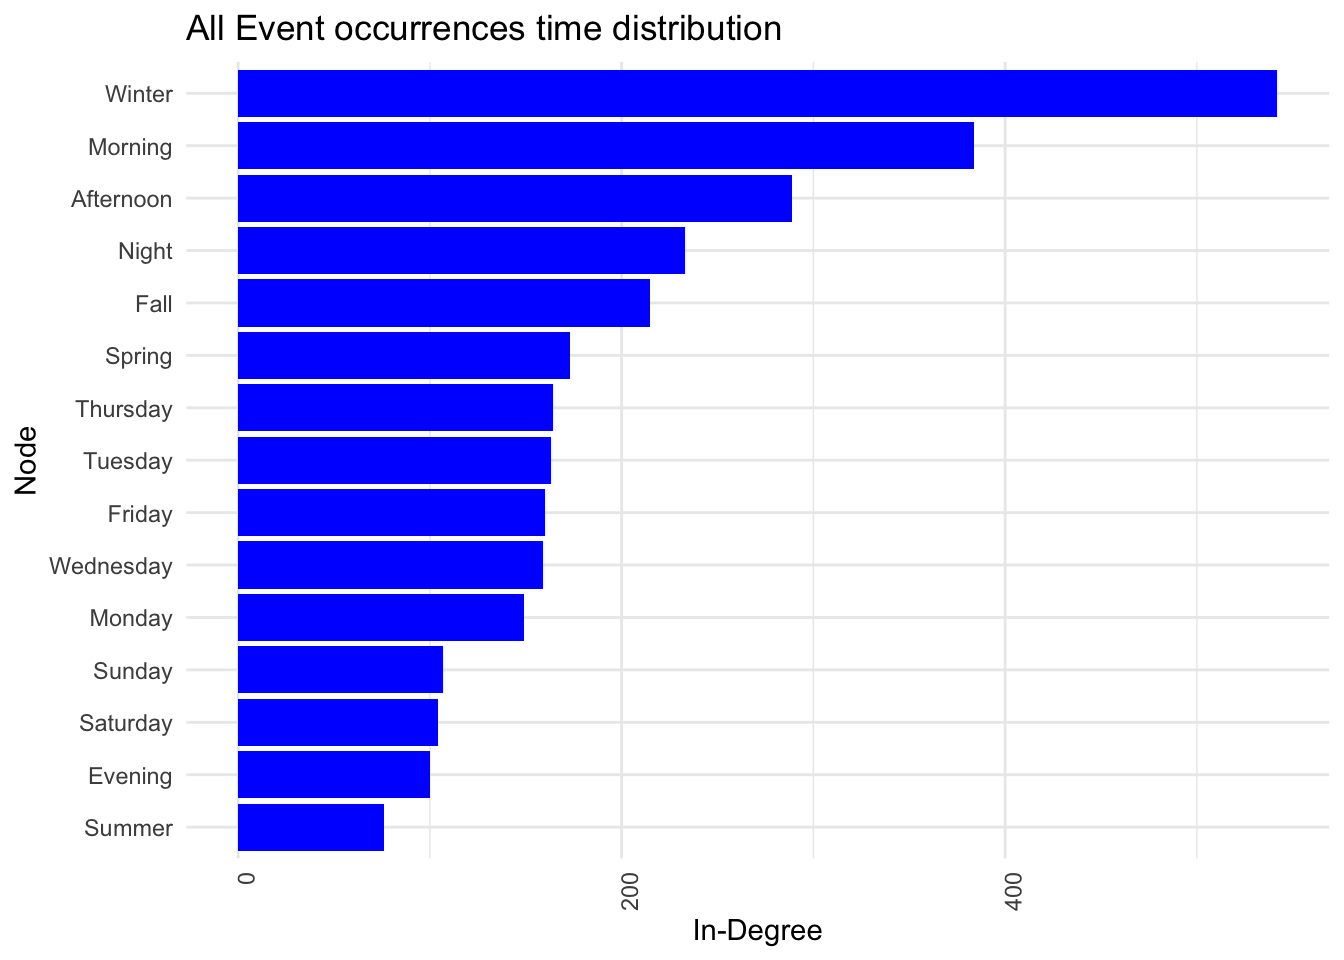 All Event occurrences time distribution
Winter
Morning
Afternoon
Night
Fall
Spring
Thursday
Tuesday
Friday
Wednesday
Monday
Sunday
Saturday
Evening
Summer
Node
0
200
400
In-Degree